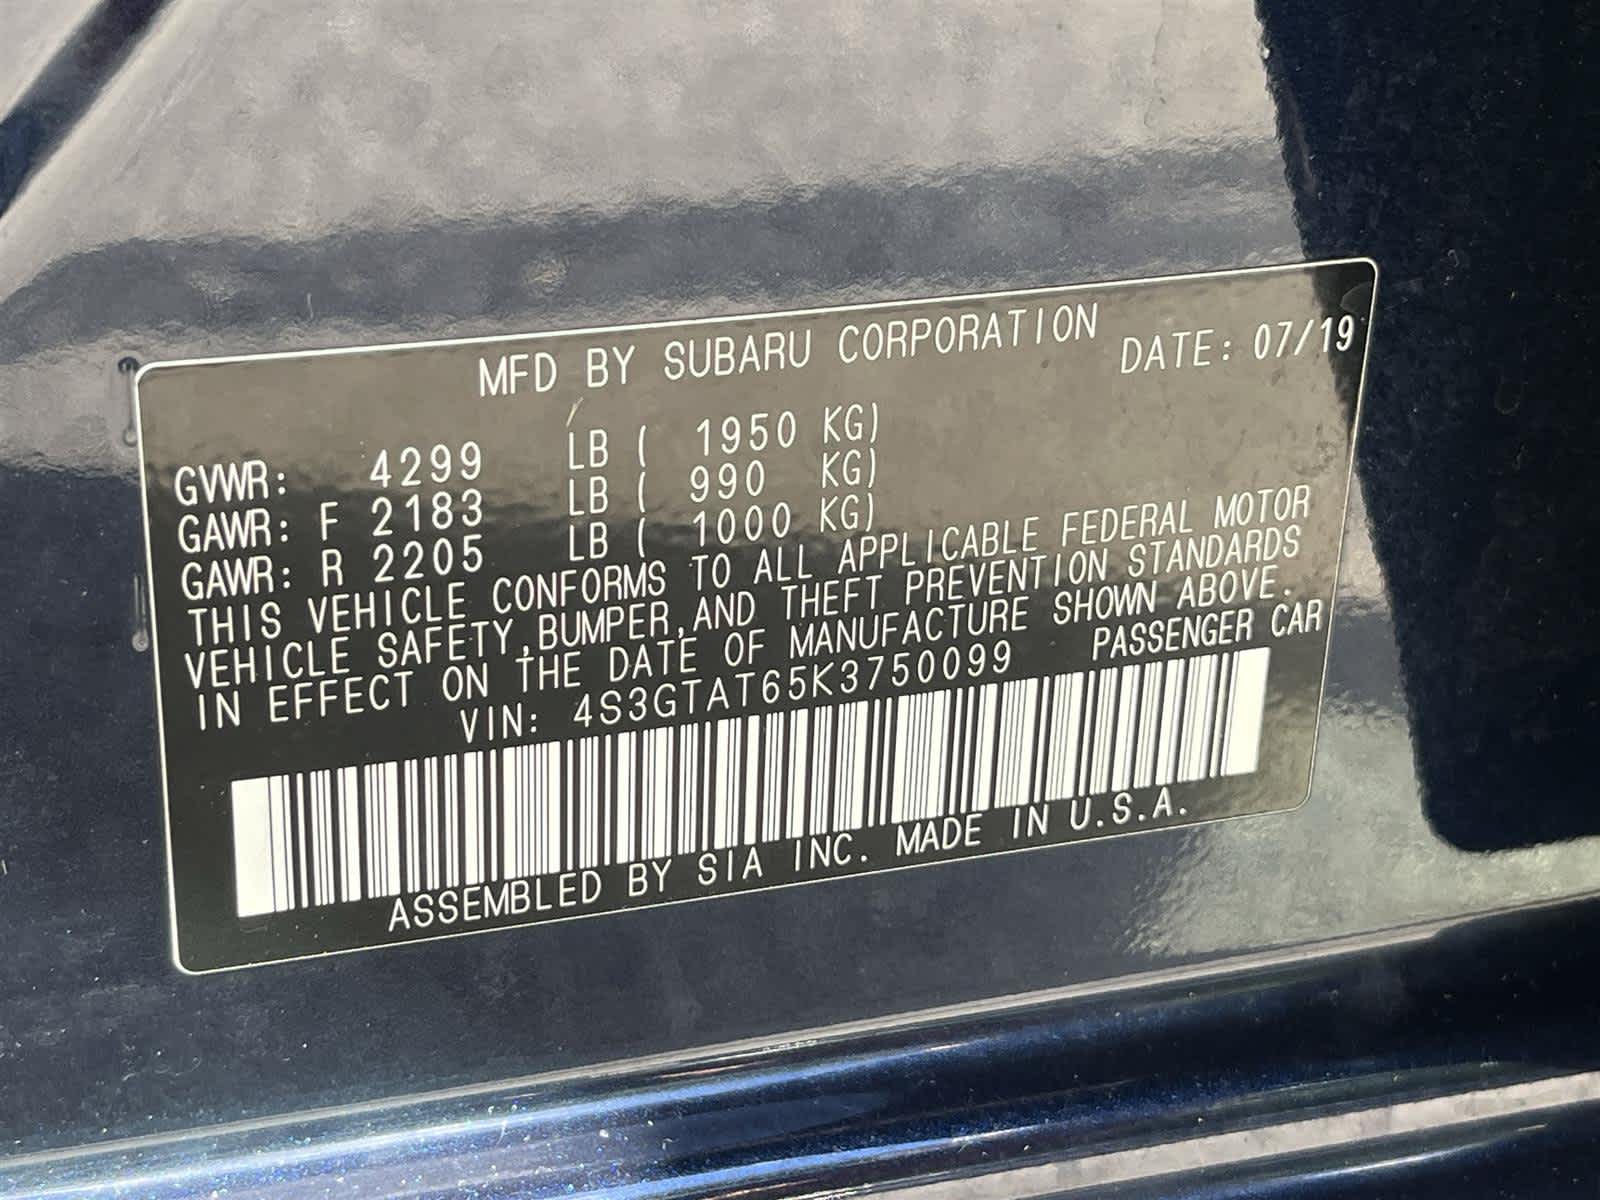 MFD BY SUBARU CORPORATION DATE: 07/19
GVWR: 4299 LB ( 1950 KG)
GAWR: F 2183 LB ( 990 KG)
GAWR: R 2205 LB ( 1000 KG)
THIS VEHICLE CONFORMS TO ALL APPLICABLE FEDERAL MOTOR
VEHICLE SAFETY,BUMPER,AND THEFT PREVENTION STANDARDS
IN EFFECT ON THE DATE OF MANUFACTURE SHOWN ABOVE.
VIN: 4S3GTAT65K3750099 PASSENGER CAR
ASSEMBLED BY SIA INC. MADE IN U.S.A.